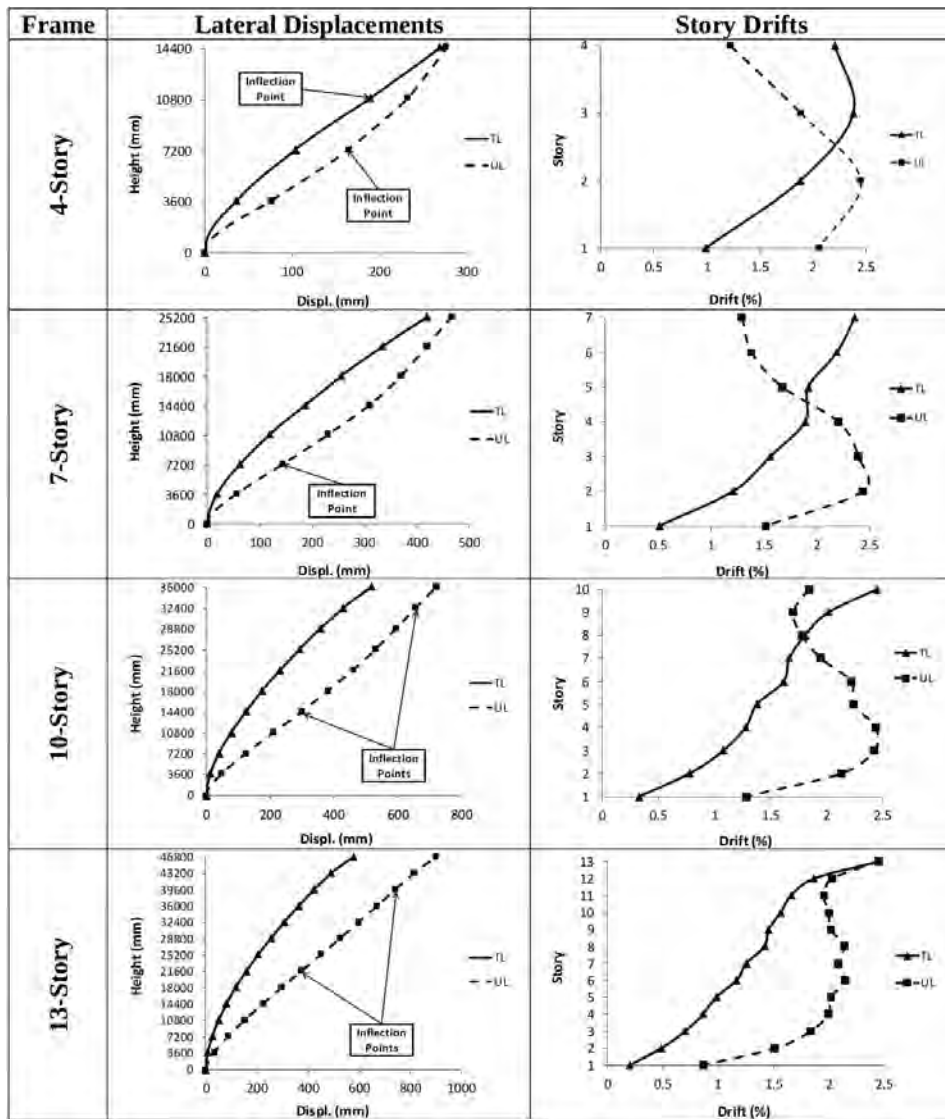 Frame Lateral Displacements Story Drifts
4-Story
Height (mm)
14400
10800
7200
3600
0
Inflection
Point
Inflection
Point
TL
UL
0 100 200 300
Displ. (mm)
Story
4
3
2
1
TL
UL
0 0.5 1 1.5 2 2.5
Drift (%)
7-Story
Height (mm)
25200
21600
18000
14400
10800
7200
3600
0
Inflection
Point
TL
UL
0 100 200 300 400 500
Displ. (mm)
Story
7
6
5
4
3
2
1
TL
UL
0 0.5 1 1.5 2 2.5
Drift (%)
10-Story
Height (mm)
35000
32400
28800
25200
21600
18000
14400
10800
7200
3600
0
Inflection
Points
TL
UL
0 200 400 600 800
Displ. (mm)
Story
10
9
8
7
6
5
4
3
2
1
TL
UL
0 0.5 1 1.5 2 2.5
Drift (%)
13-Story
Height (mm)
46800
43200
39600
36000
32400
28800
25200
21600
18000
14400
10800
7200
3600
0
Inflection
Points
TL
UL
0 200 400 600 800 1000
Displ. (mm)
Story
13
12
11
10
9
8
7
6
5
4
3
2
1
TL
UL
0 0.5 1 1.5 2 2.5
Drift (%)